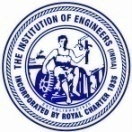 THE INSTITUTION OF ENGINEERS (INDIA)
INCORPORATED BY ROYAL CHARTER 1935